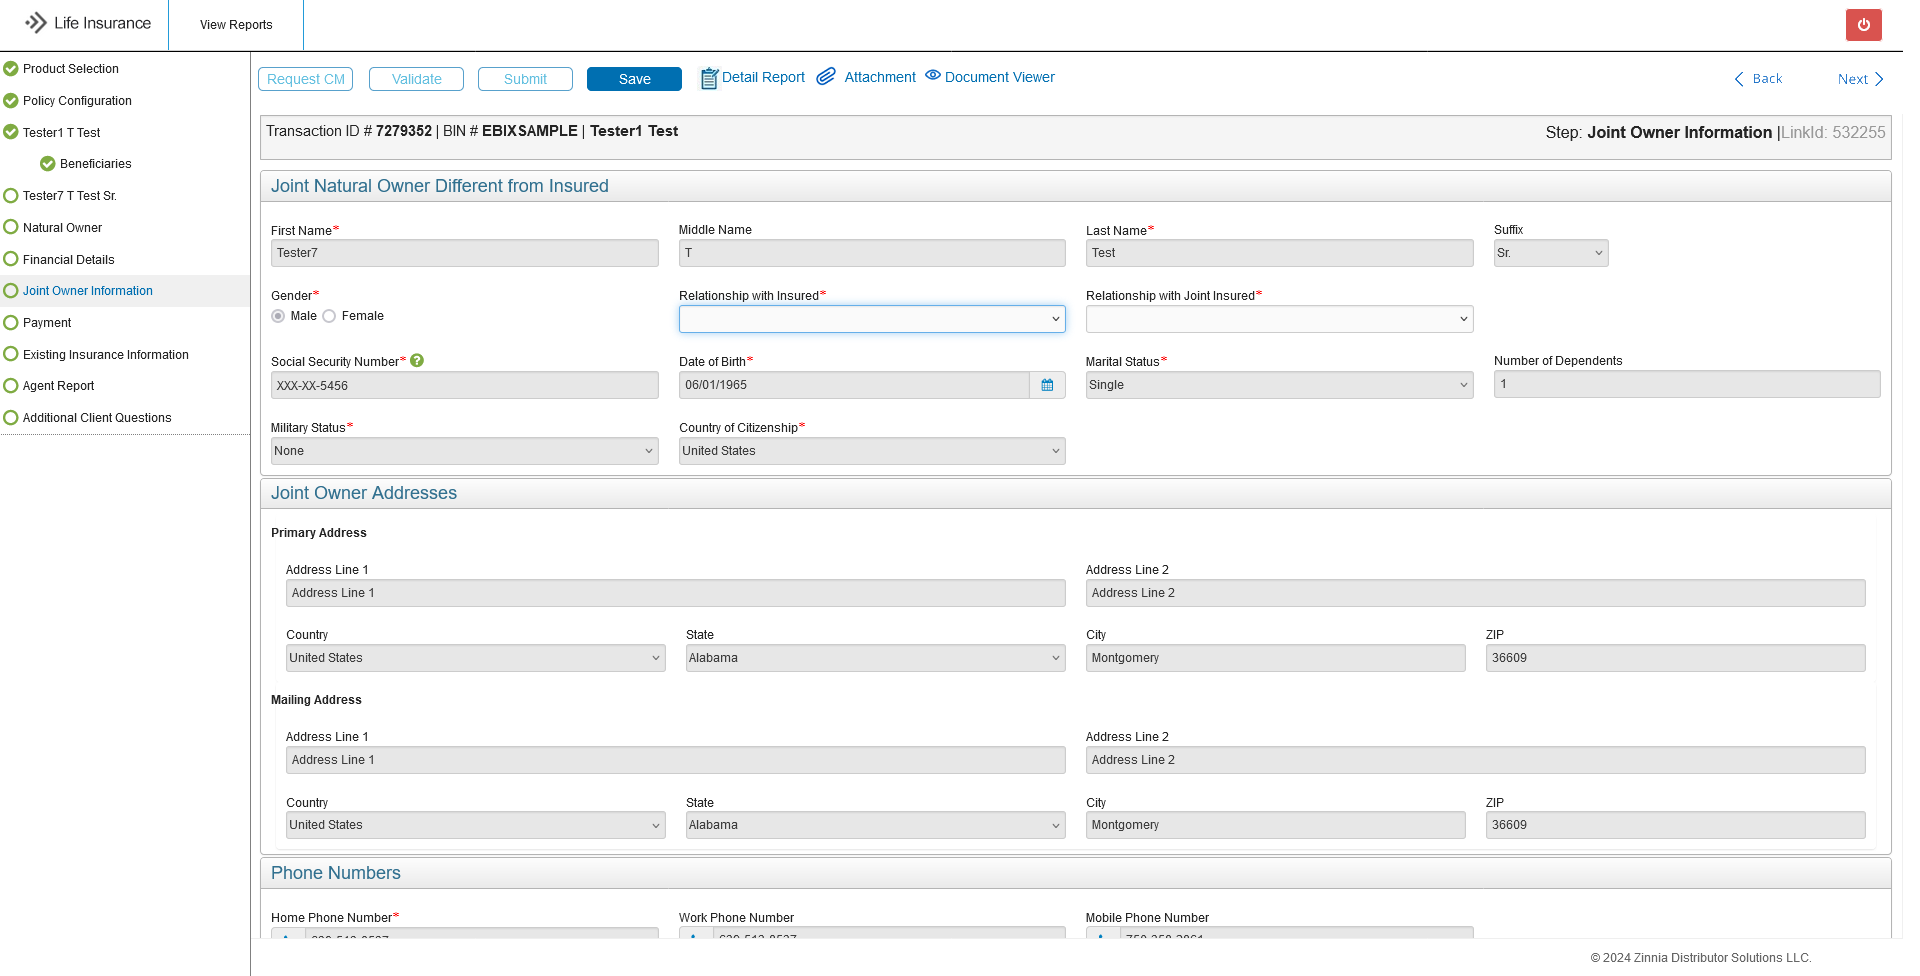 Life Insurance
View Reports
Product Selection
Policy Configuration
Tester1 T Test
Beneficiaries
Tester7 T Test Sr.
Natural Owner
Financial Details
Joint Owner Information
Payment
Existing Insurance Information
Agent Report
Additional Client Questions
Request CM Validate Submit Save Detail Report Attachment Document Viewer Back Next
Transaction ID # 7279352 | BIN # EBIXSAMPLE | Tester1 Test
Step: Joint Owner Information |LinkId: 532255
Joint Natural Owner Different from Insured
First Name* Middle Name Last Name* Suffix
Tester7 T Test Sr.
Gender* Relationship with Insured* Relationship with Joint Insured*
Male Female
Social Security Number* ? Date of Birth* Marital Status* Number of Dependents
XXX-XX-5456 06/01/1965 Single 1
Military Status* Country of Citizenship*
None United States
Joint Owner Addresses
Primary Address
Address Line 1 Address Line 2
Address Line 1 Address Line 2
Country State City ZIP
United States Alabama Montgomery 36609
Mailing Address
Address Line 1 Address Line 2
Address Line 1 Address Line 2
Country State City ZIP
United States Alabama Montgomery 36609
Phone Numbers
Home Phone Number* Work Phone Number Mobile Phone Number
© 2024 Zinnia Distributor Solutions LLC.